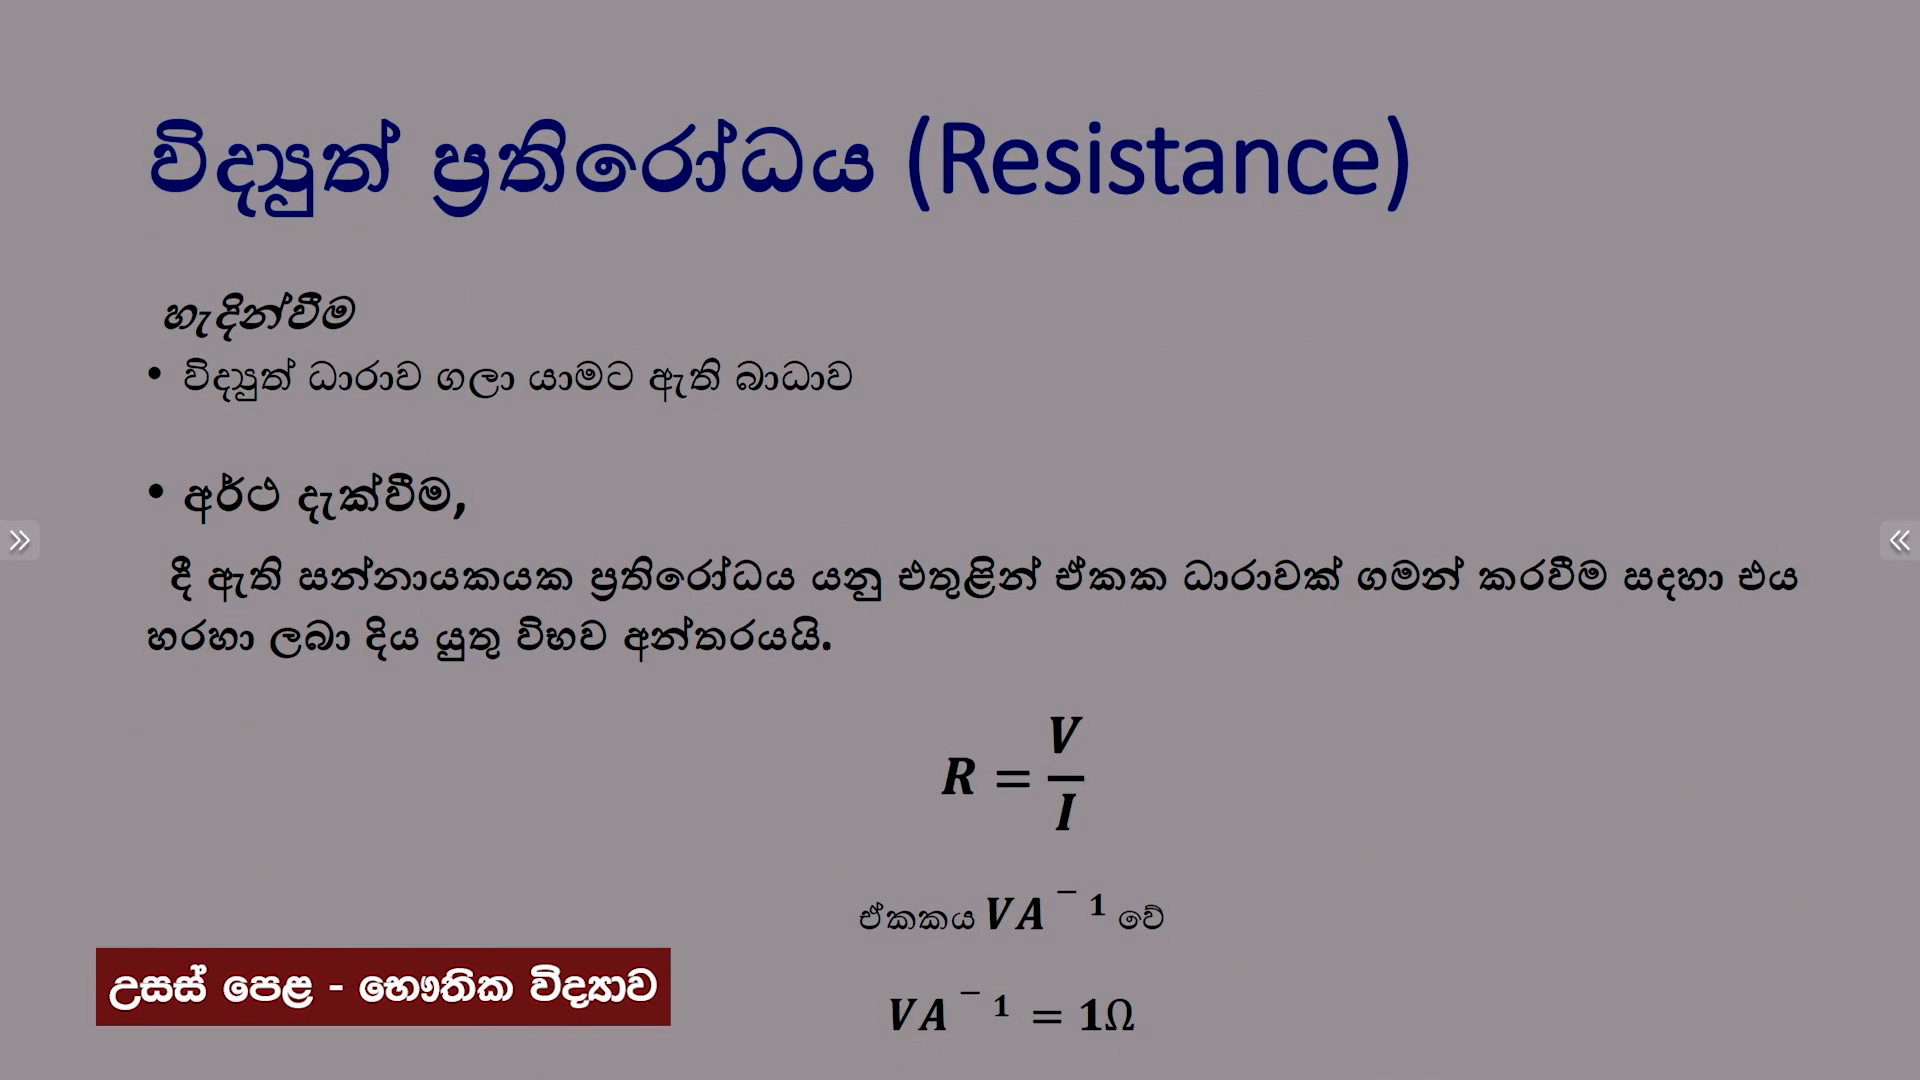 විද්‍යුත් ප්‍රතිරෝධය (Resistance)
හැදින්වීම
• විද්‍යුත් ධාරාව ගලා යාමට ඇති බාධාව
• අර්ථ දැක්වීම,
දී ඇති සන්නායකයක ප්‍රතිරෝධය යනු එතුළින් ඒකක ධාරාවක් ගමන් කරවීම සදහා එය
හරහා ලබා දිය යුතු විභව අන්තරයයි.
R = V/I
ඒකකය VA⁻¹ වේ
VA⁻¹ = 1Ω
උසස් පෙළ - භෞතික විද්‍යාව